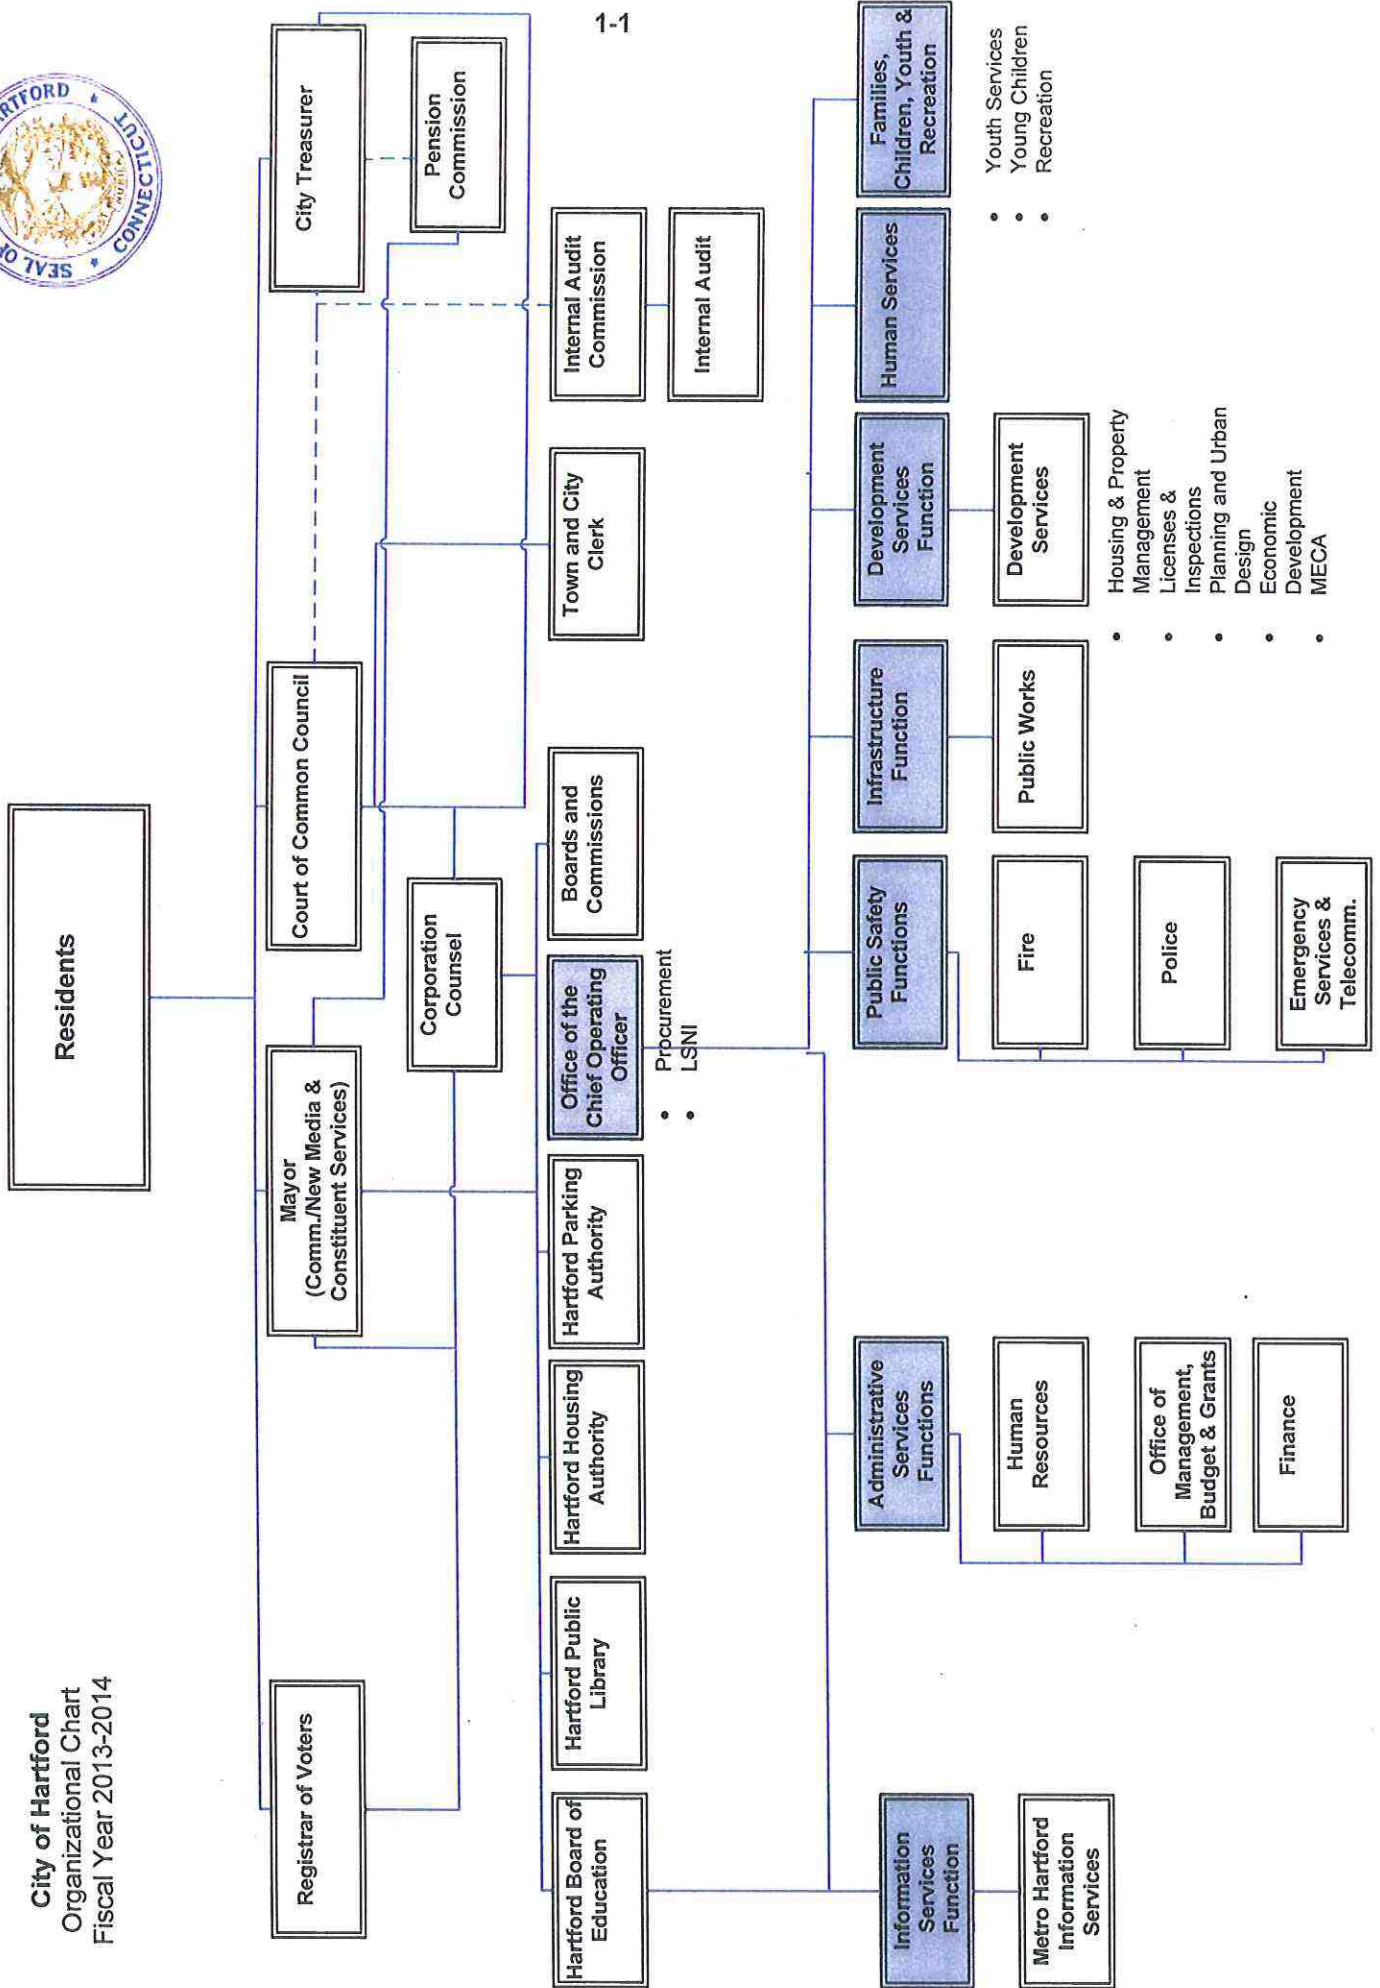 City of Hartford
Organizational Chart
Fiscal Year 2013-2014
SEAL OF
HARTFORD
CONNECTICUT
Residents
Registrar of Voters
Mayor
(Comm./New Media &
Constituent Services)
Court of Common Council
City Treasurer
Corporation
Counsel
Pension
Commission
1-1
Hartford Board of
Education
Hartford Public
Library
Hartford Housing
Authority
Hartford Parking
Authority
Office of the
Chief Operating
Officer
Boards and
Commissions
Town and City
Clerk
Internal Audit
Commission
• Procurement
• LSNI
Internal Audit
Information
Services
Function
Administrative
Services
Functions
Public Safety
Functions
Infrastructure
Function
Development
Services
Function
Human Services
Families,
Children, Youth &
Recreation
Metro Hartford
Information
Services
Human
Resources
Office of
Management,
Budget & Grants
Finance
Fire
Police
Emergency
Services &
Telecomm.
Public Works
Development
Services
• Housing & Property
Management
• Licenses &
Inspections
• Planning and Urban
Design
• Economic
Development
• MECA
• Youth Services
• Young Children
• Recreation